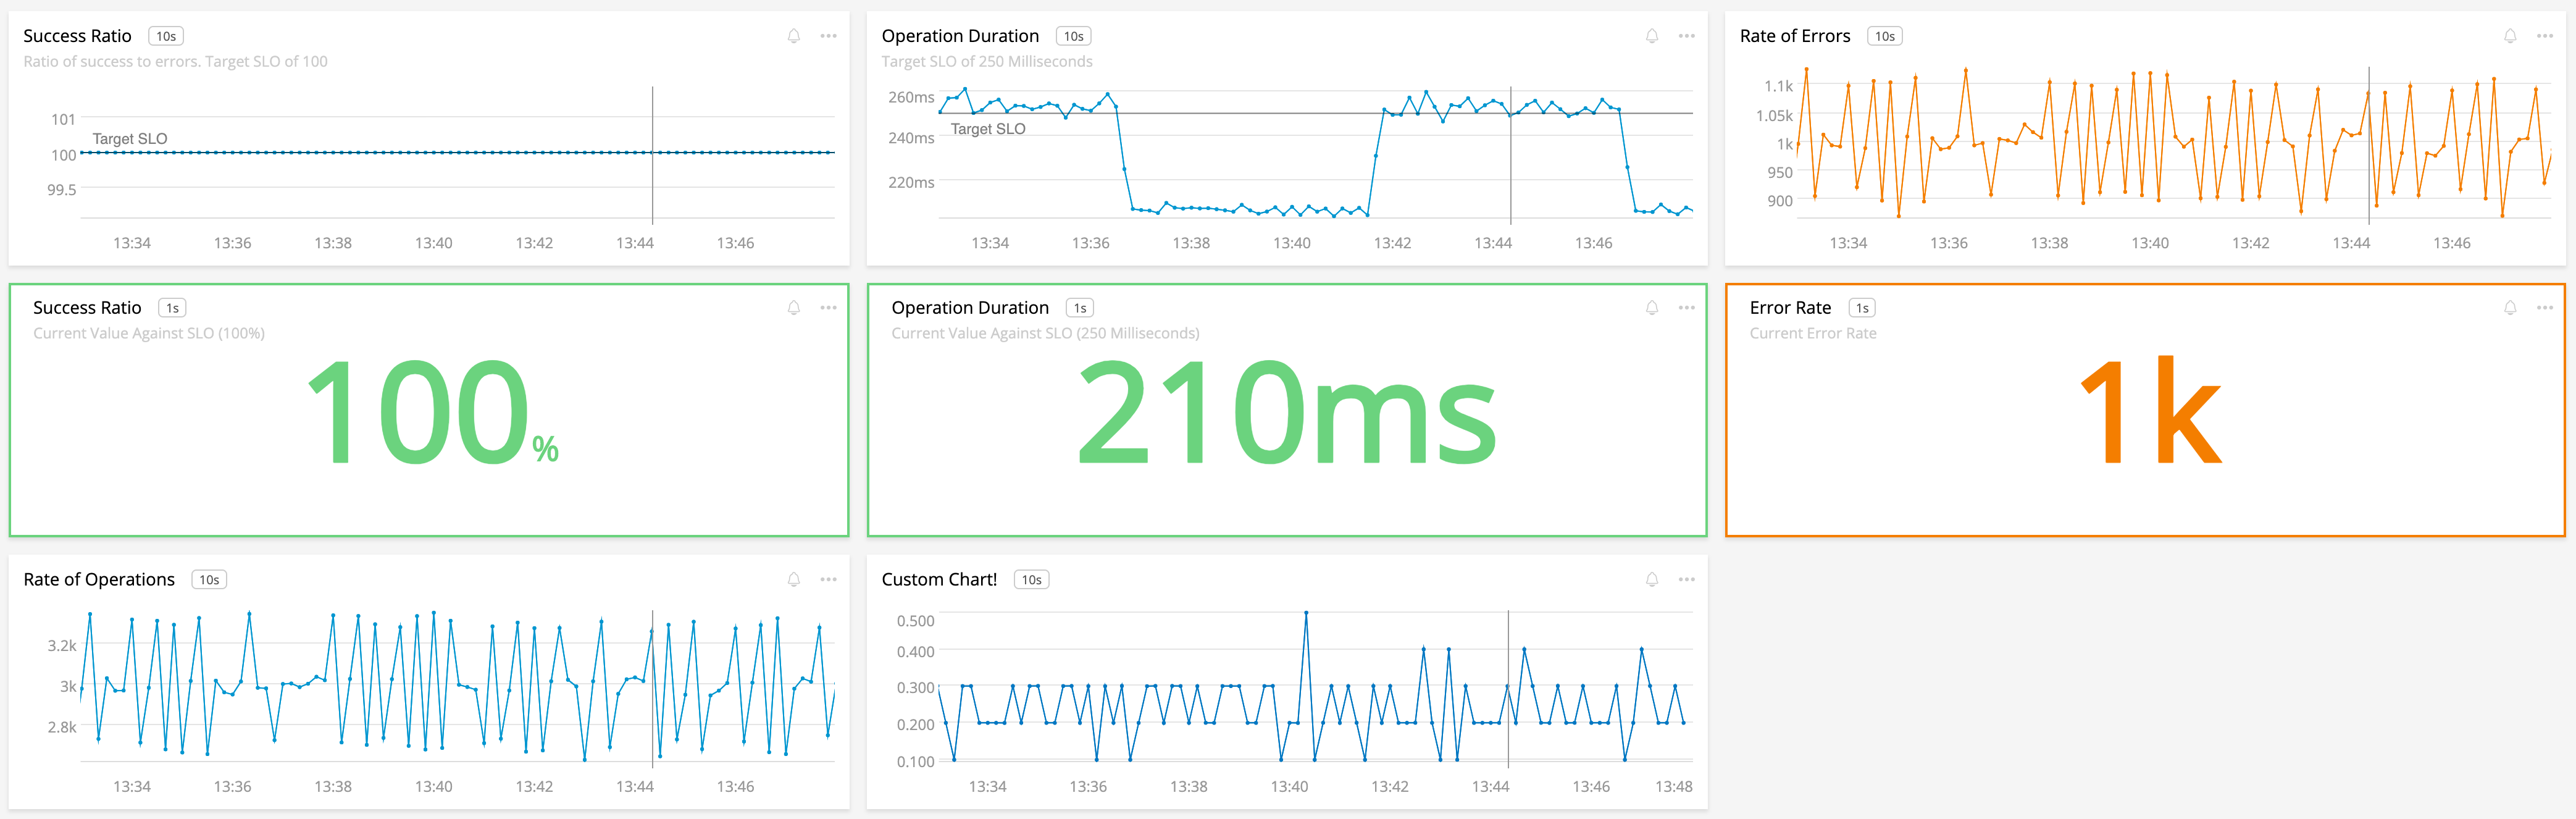 Success Ratio 10s
Ratio of success to errors. Target SLO of 100
101
Target SLO
100
99.5
13:34 13:36 13:38 13:40 13:42 13:44 13:46
Operation Duration 10s
Target SLO of 250 Milliseconds
260ms
Target SLO
240ms
220ms
13:34 13:36 13:38 13:40 13:42 13:44 13:46
Rate of Errors 10s
1.1k
1.05k
1k
950
900
13:34 13:36 13:38 13:40 13:42 13:44 13:46
Success Ratio 1s
Current Value Against SLO (100%)
100%
Operation Duration 1s
Current Value Against SLO (250 Milliseconds)
210ms
Error Rate 1s
Current Error Rate
1k
Rate of Operations 10s
3.2k
3k
2.8k
13:34 13:36 13:38 13:40 13:42 13:44 13:46
Custom Chart! 10s
0.500
0.400
0.300
0.200
0.100
13:34 13:36 13:38 13:40 13:42 13:44 13:46 13:48